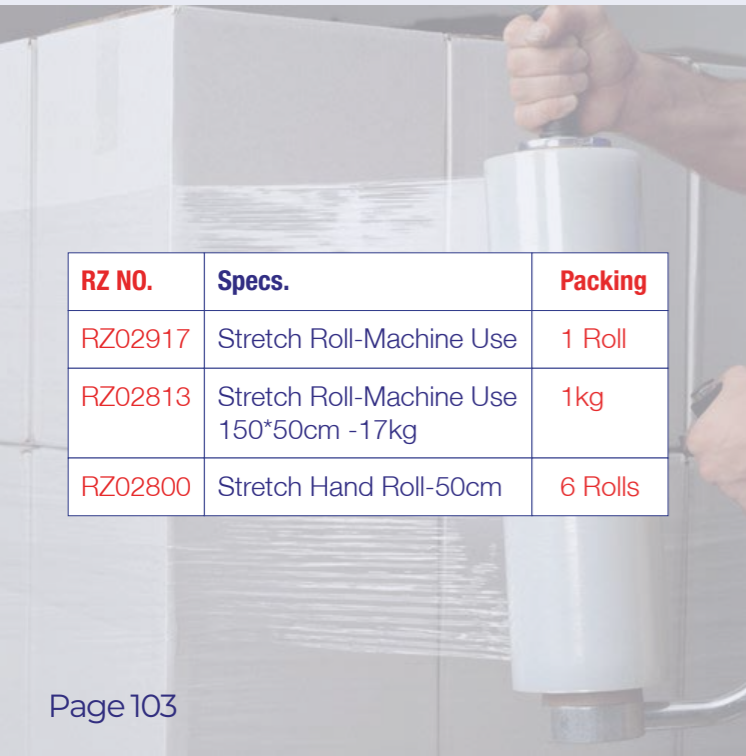 RZ NO. Specs. Packing
RZ02917 Stretch Roll-Machine Use 1 Roll
RZ02813 Stretch Roll-Machine Use 1kg
150*50cm -17kg
RZ02800 Stretch Hand Roll-50cm 6 Rolls
Page 103